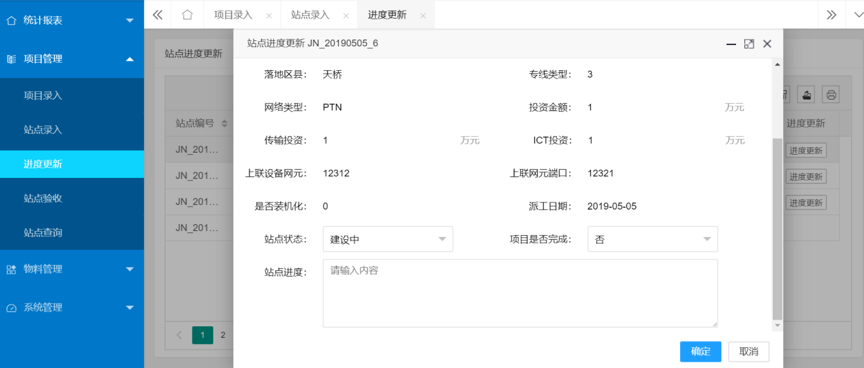 统计报表
项目管理
项目录入
站点录入
进度更新
站点验收
站点查询
物料管理
系统管理
项目录入 × 站点录入 × 进度更新 ×
站点进度更新
站点编号
JN_201...
JN_201...
JN_201...
JN_201...
1 2
进度更新
进度更新
进度更新
进度更新
站点进度更新 JN_20190505_6
落地区县： 天桥 专线类型： 3
网络类型： PTN 投资金额： 1 万元
传输投资： 1 万元 ICT投资： 1 万元
上联设备网元： 12312 上联网元端口： 12321
是否装机化： 0 派工日期： 2019-05-05
站点状态： 建设中 项目是否完成： 否
站点进度： 请输入内容
确定 取消